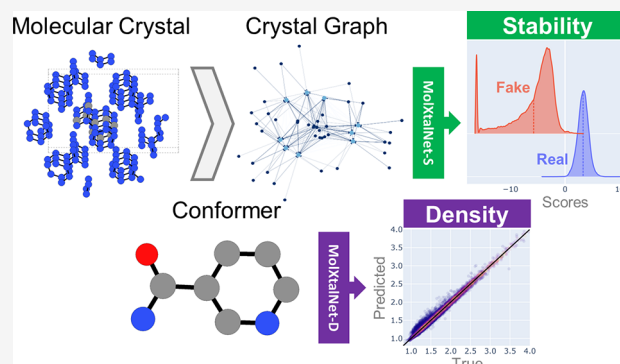 Molecular Crystal
Crystal Graph
Stability
MolXtalNet-S
Fake
Real
−10
0
Scores
Conformer
MolXtalNet-D
Density
Predicted
4.0
3.5
3.0
2.5
2.0
1.5
1.0
1.0 1.5 2.0 2.5 3.0 3.5 4.0